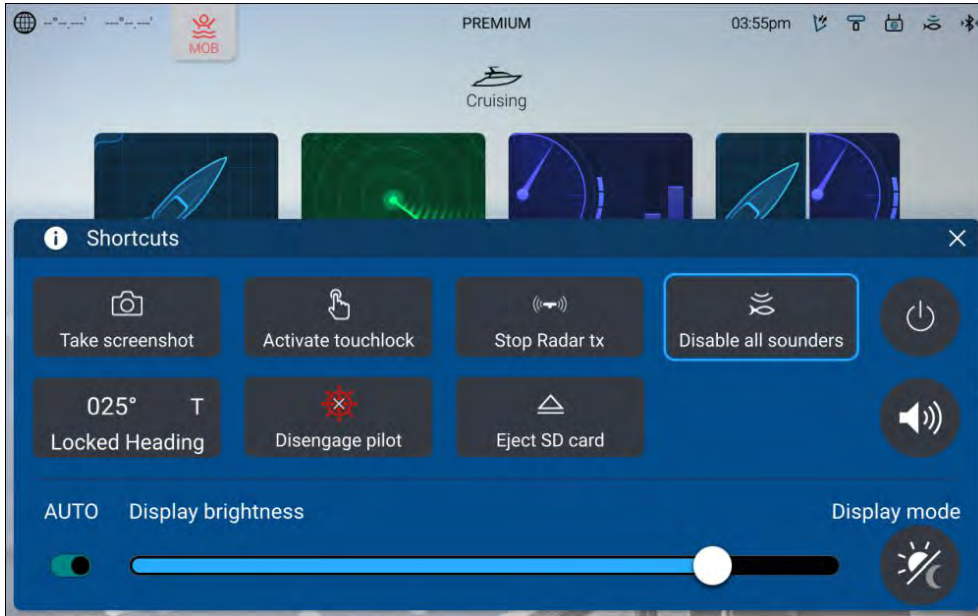 --°--.---' ---°--.---'
MOB
PREMIUM
03:55pm
Cruising
Shortcuts
Take screenshot
Activate touchlock
Stop Radar tx
Disable all sounders
025° T
Locked Heading
Disengage pilot
Eject SD card
AUTO
Display brightness
Display mode